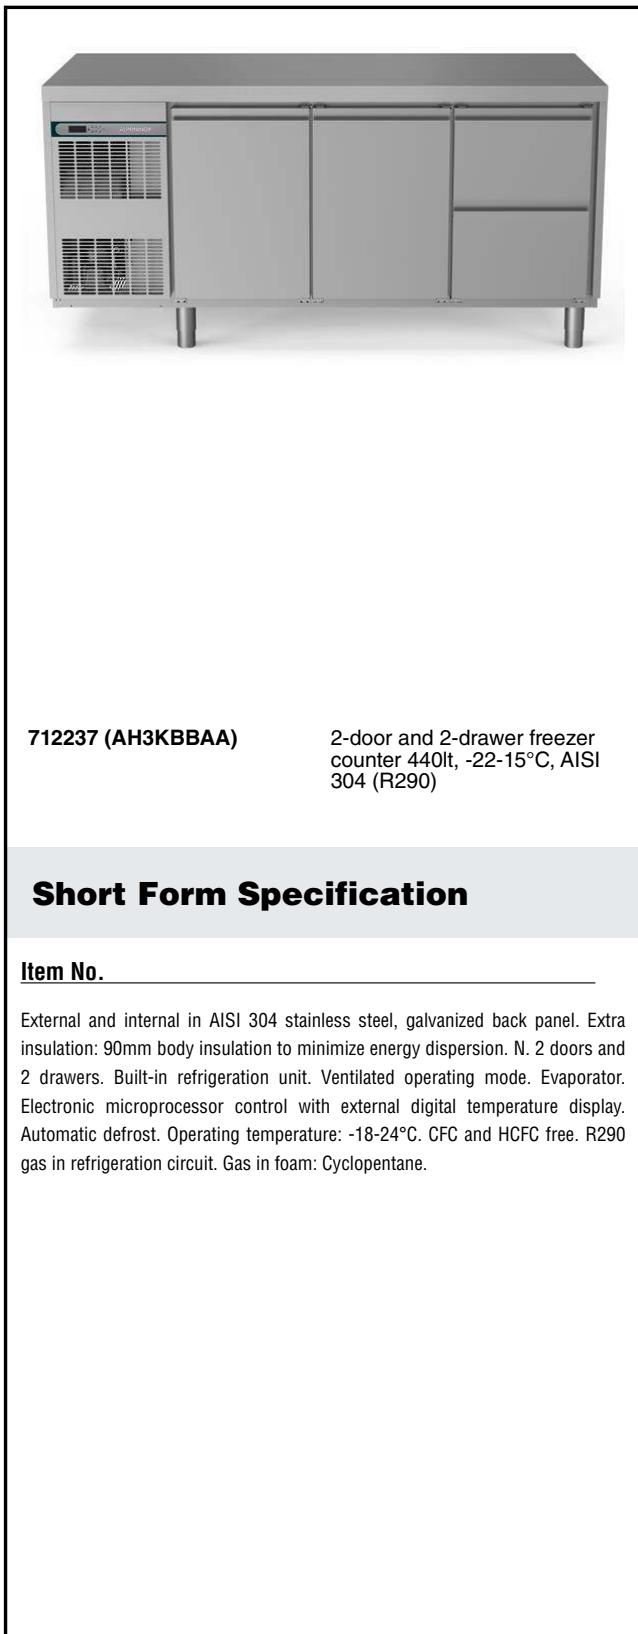 712237 (AH3KBBAA)
2-door and 2-drawer freezer
counter 440lt, -22-15°C, AISI
304 (R290)
Short Form Specification
Item No.
External and internal in AISI 304 stainless steel, galvanized back panel. Extra
insulation: 90mm body insulation to minimize energy dispersion. N. 2 doors and
2 drawers. Built-in refrigeration unit. Ventilated operating mode. Evaporator.
Electronic microprocessor control with external digital temperature display.
Automatic defrost. Operating temperature: -18-24°C. CFC and HCFC free. R290
gas in refrigeration circuit. Gas in foam: Cyclopentane.